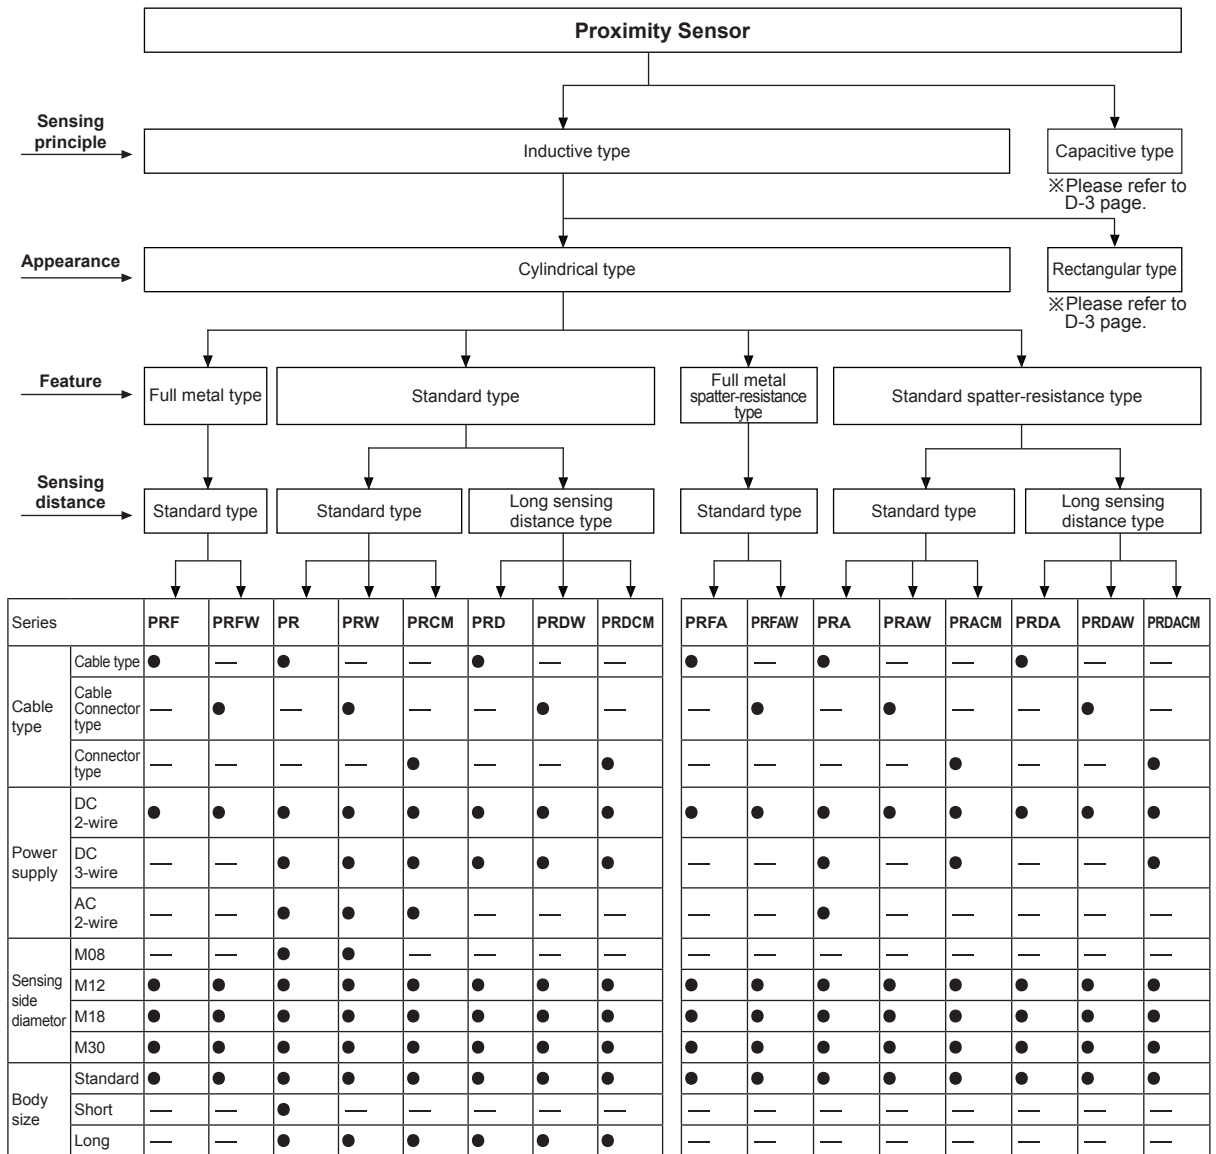 Proximity Sensor
Sensing
principle
Inductive type
Capacitive type
※Please refer to
D-3 page.
Appearance
Cylindrical type
Rectangular type
※Please refer to
D-3 page.
Feature
Full metal type
Standard type
Full metal
spatter-resistance
type
Standard spatter-resistance type
Sensing
distance
Standard type
Standard type
Long sensing
distance type
Standard type
Standard type
Long sensing
distance type
Series PRF PRFW PR PRW PRCM PRD PRDW PRDCM PRFA PRFAW PRA PRAW PRACM PRDA PRDAW PRDACM
Cable
type
Cable type ● — ● — — ● — — ● — ● — — ● — —
Cable
Connector
type
— ● — ● — — ● — — ● — ● — — ● —
Connector
type
— — — — ● — — ● — — — — ● — — ●
Power
supply
DC
2-wire
● ● ● ● ● ● ● ● ● ● ● ● ● ● ● ●
DC
3-wire
— — ● ● ● ● ● ● — — ● — ● — — ●
AC
2-wire
— — ● ● ● — — — — — ● — — — — —
Sensing
side
diametor
M08 — — ● ● — — — — — — — — — — — —
M12 ● ● ● ● ● ● ● ● ● ● ● ● ● ● ● ●
M18 ● ● ● ● ● ● ● ● ● ● ● ● ● ● ● ●
M30 ● ● ● ● ● ● ● ● ● ● ● ● ● ● ● ●
Body
size
Standard ● ● ● ● ● ● ● ● ● ● ● ● ● ● ● ●
Short — — ● — — — — — — — — — — — — —
Long — — ● ● ● ● ● ● — — — — — — — —